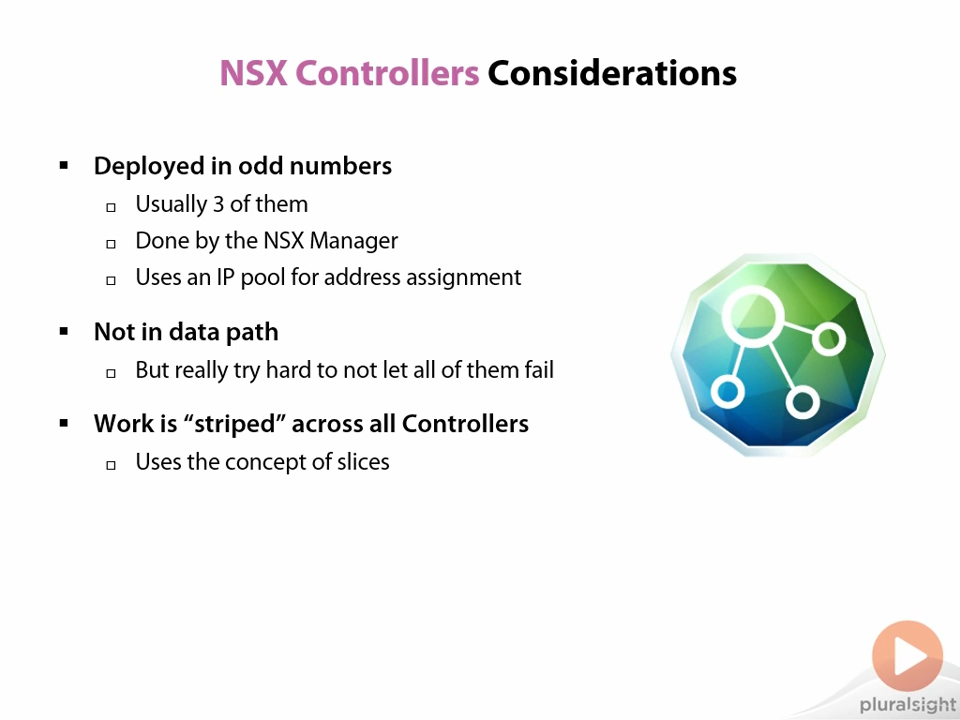 NSX Controllers Considerations
Deployed in odd numbers
Usually 3 of them
Done by the NSX Manager
Uses an IP pool for address assignment
Not in data path
But really try hard to not let all of them fail
Work is “striped” across all Controllers
Uses the concept of slices
pluralsight